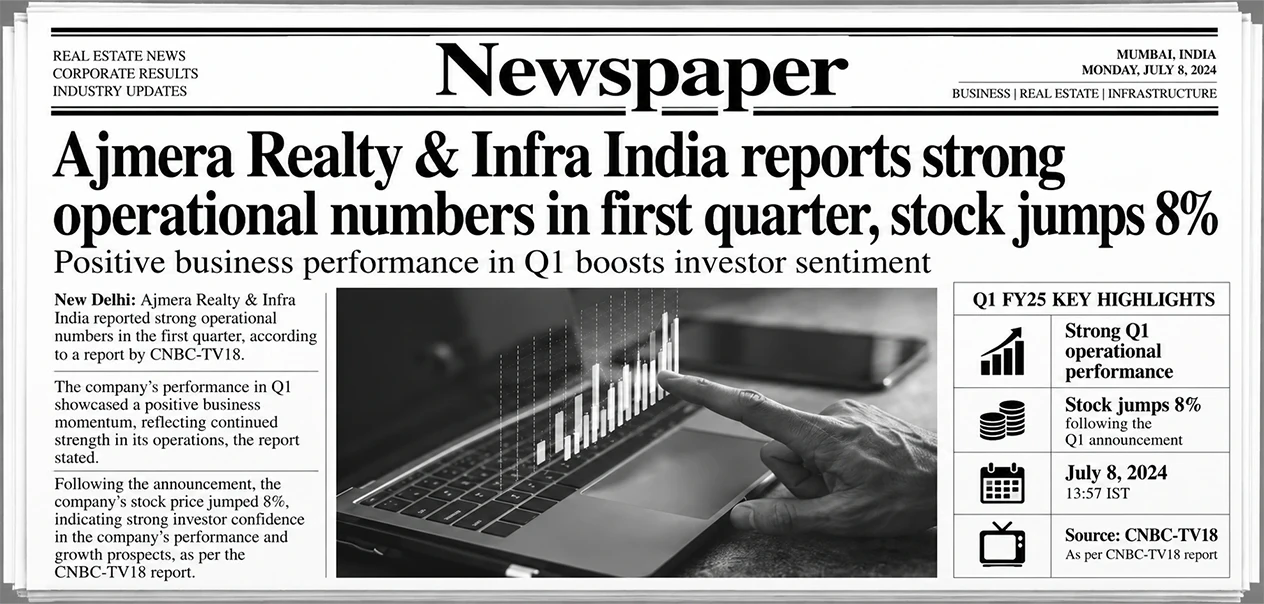 REAL ESTATE NEWS
CORPORATE RESULTS
INDUSTRY UPDATES
Newspaper
MUMBAI, INDIA
MONDAY, JULY 8, 2024
BUSINESS | REAL ESTATE | INFRASTRUCTURE
Ajmera Realty & Infra India reports strong
operational numbers in first quarter, stock jumps 8%
Positive business performance in Q1 boosts investor sentiment
New Delhi: Ajmera Realty & Infra
India reported strong operational
numbers in the first quarter, according
to a report by CNBC-TV18.
The company's performance in Q1
showcased a positive business
momentum, reflecting continued
strength in its operations, the report
stated.
Following the announcement, the
company's stock price jumped 8%,
indicating strong investor confidence
in the company's performance and
growth prospects, as per the
CNBC-TV18 report.
Q1 FY25 KEY HIGHLIGHTS
Strong Q1
operational
performance
Stock jumps 8%
following the
Q1 announcement
July 8, 2024
13:57 IST
Source: CNBC-TV18
As per CNBC-TV18 report